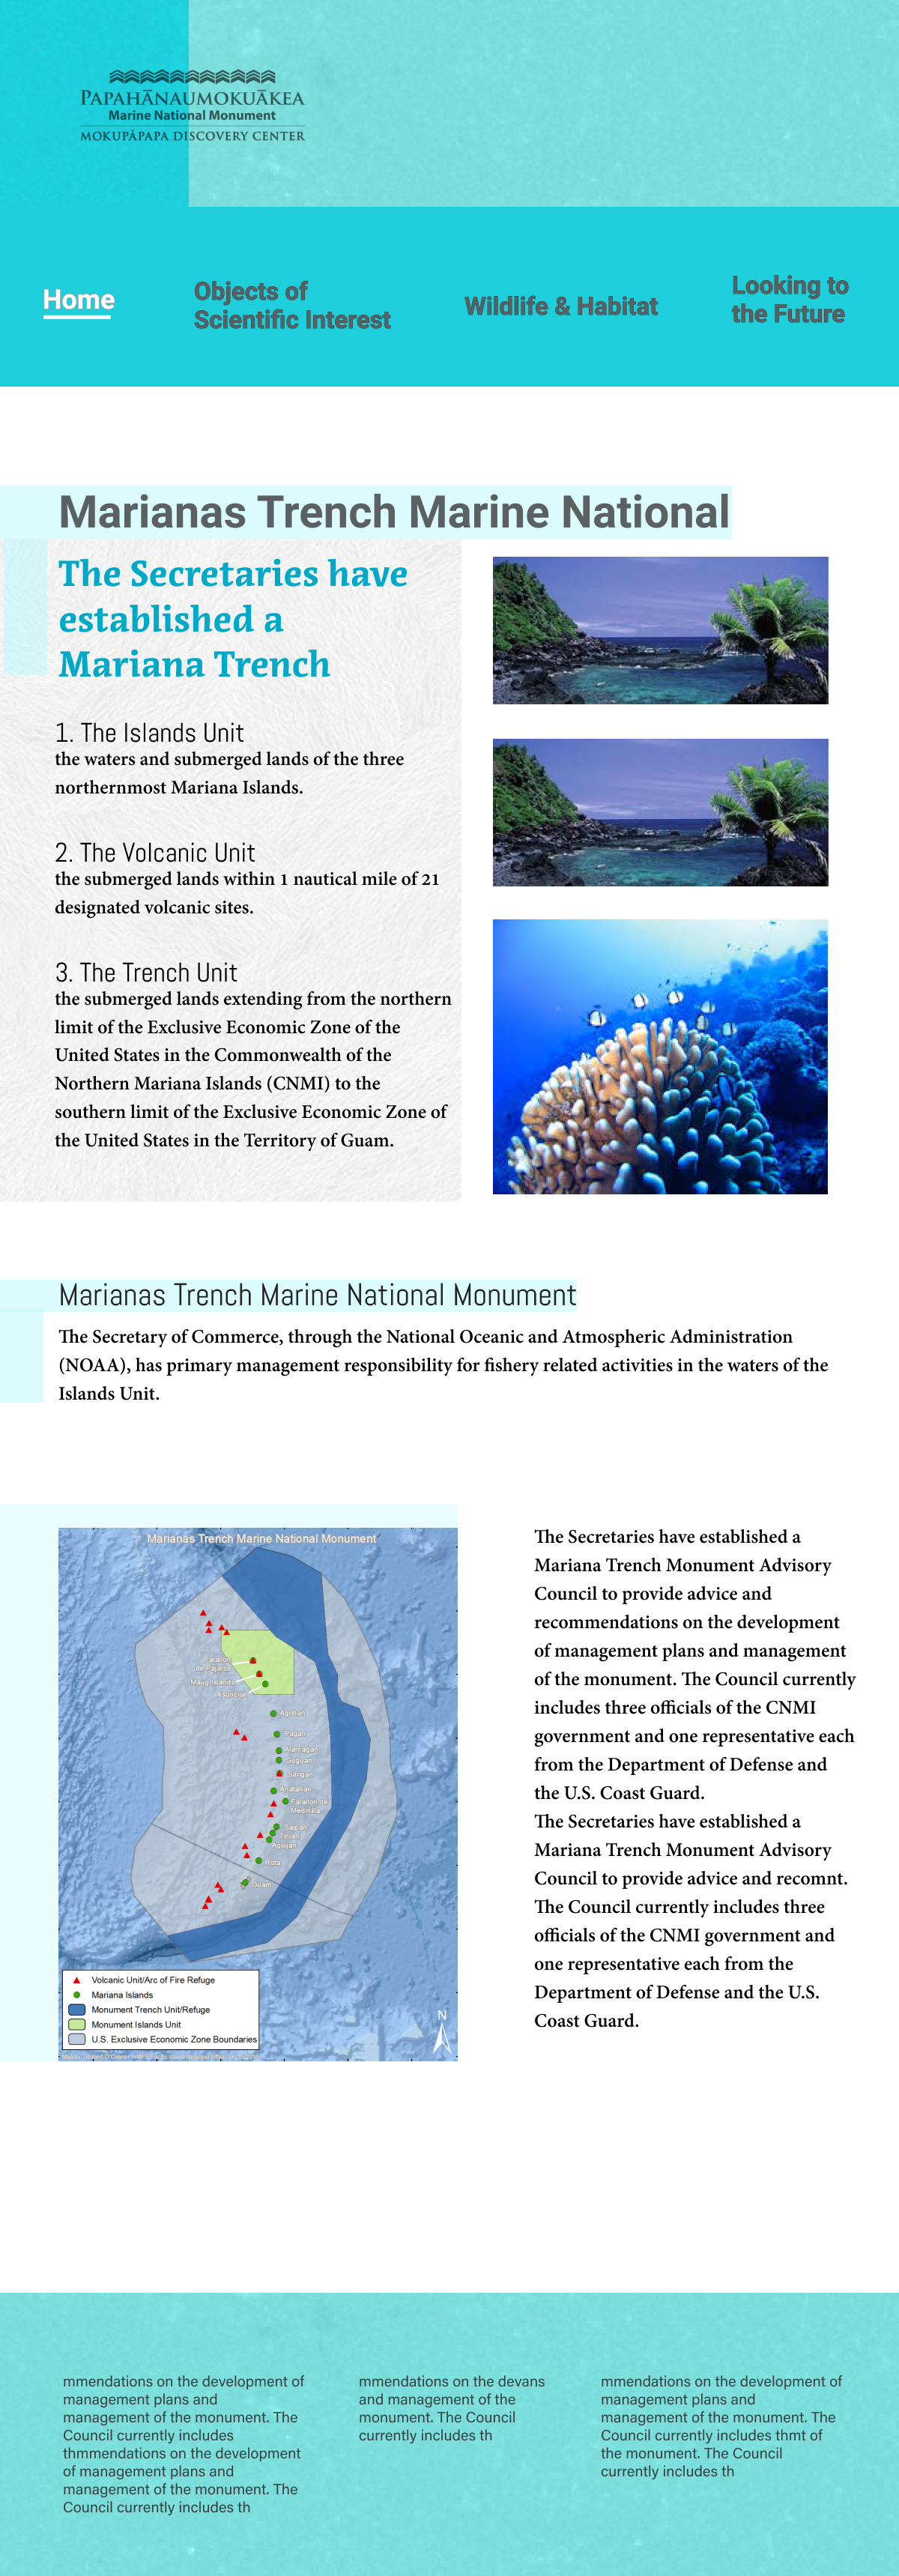 PAPAHĀNAUMOKUĀKEA
Marine National Monument
MOKUPĀPAPA DISCOVERY CENTER
Home
Objects of
Scientific Interest
Wildlife & Habitat
Looking to
the Future
Marianas Trench Marine National
The Secretaries have
established a
Mariana Trench
1. The Islands Unit
the waters and submerged lands of the three
northernmost Mariana Islands.
2. The Volcanic Unit
the submerged lands within 1 nautical mile of 21
designated volcanic sites.
3. The Trench Unit
the submerged lands extending from the northern
limit of the Exclusive Economic Zone of the
United States in the Commonwealth of the
Northern Mariana Islands (CNMI) to the
southern limit of the Exclusive Economic Zone of
the United States in the Territory of Guam.
Marianas Trench Marine National Monument
The Secretary of Commerce, through the National Oceanic and Atmospheric Administration
(NOAA), has primary management responsibility for fishery related activities in the waters of the
Islands Unit.
Marianas Trench Marine National Monument
Farallon
de Pajaros
Maug Islands
Asuncion
Agrihan
Pagan
Alamagan
Guguan
Sarigan
Anatahan
Farallon de
Medinilla
Saipan
Tinian
Aguijan
Rota
Guam
Volcanic Unit/Arc of Fire Refuge
Mariana Islands
Monument Trench Unit/Refuge
Monument Islands Unit
U.S. Exclusive Economic Zone Boundaries
N
The Secretaries have established a
Mariana Trench Monument Advisory
Council to provide advice and
recommendations on the development
of management plans and management
of the monument. The Council currently
includes three officials of the CNMI
government and one representative each
from the Department of Defense and
the U.S. Coast Guard.
The Secretaries have established a
Mariana Trench Monument Advisory
Council to provide advice and recomnt.
The Council currently includes three
officials of the CNMI government and
one representative each from the
Department of Defense and the U.S.
Coast Guard.
mmendations on the development of
management plans and
management of the monument. The
Council currently includes
thmmendations on the development
of management plans and
management of the monument. The
Council currently includes th
mmendations on the devans
and management of the
monument. The Council
currently includes th
mmendations on the development of
management plans and
management of the monument. The
Council currently includes thmt of
the monument. The Council
currently includes th